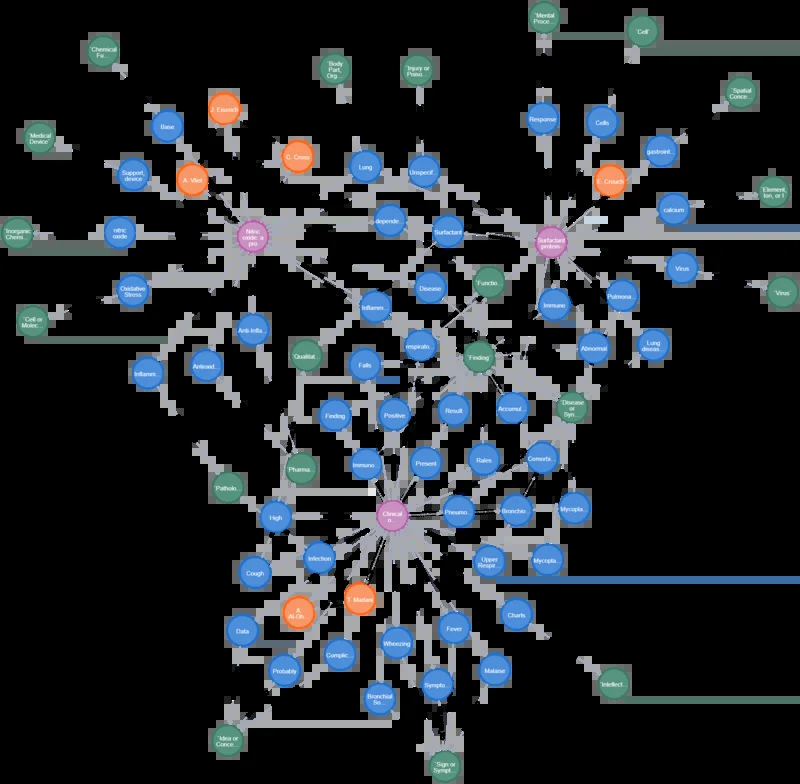 'Mental
Proce...
'Cell'
'Chemical
Fo...
'Body
Part,
Org...
'Injury or
Poiso...
'Spatial
Conce...
'Medical
Device'
Base
Response
Cells
gastroint...
C. Cross
Lung
Unspecif...
Support,
device
A. Vliet
E. Crouch
'Element,
Ion, or I...
calcium
depende...
'Inorganic
Chemi...
nitric
oxide
Nitric
oxide: a
pro
Surfactant
Surfactant
protein-
Virus
Oxidative
Stress
Disease
'Functio...
'Virus'
Inflamm...
Immuno
Pulmona...
'Cell or
Molec...
Anti-Infla...
respirato...
Abnormal
Lung
diseas...
'Qualitat...
'Finding'
Inflamm...
Antioxid...
Falls
Finding
Positive
Result
Accumul...
'Disease
or
Syn...
Immuno...
Present
Rales
Comorbi...
'Pharma...
'Patholo...
High
Clinical
Pneumo...
Bronchio...
Mycopla...
Infection
Upper
Respir...
Mycopla...
Cough
T. Madani
A.
Al-Gh...
Charts
Data
Fever
Wheezing
Complic...
Probably
Malaise
Sympto...
Bronchial
So...
'Intellect...
'Idea or
Conce...
'Sign or
Sympt...